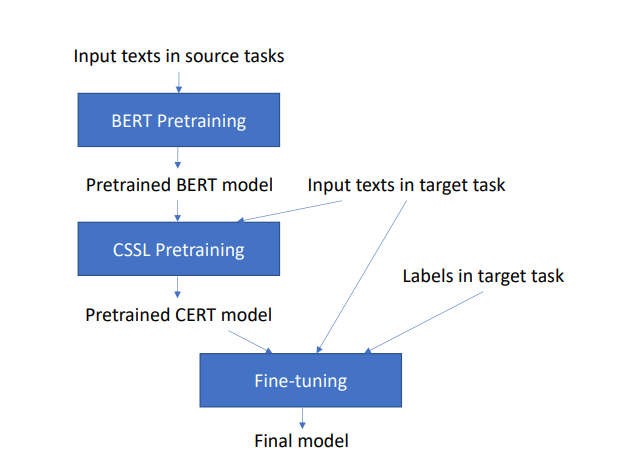 Input texts in source tasks
BERT Pretraining
Pretrained BERT model
Input texts in target task
CSSL Pretraining
Labels in target task
Pretrained CERT model
Fine-tuning
Final model